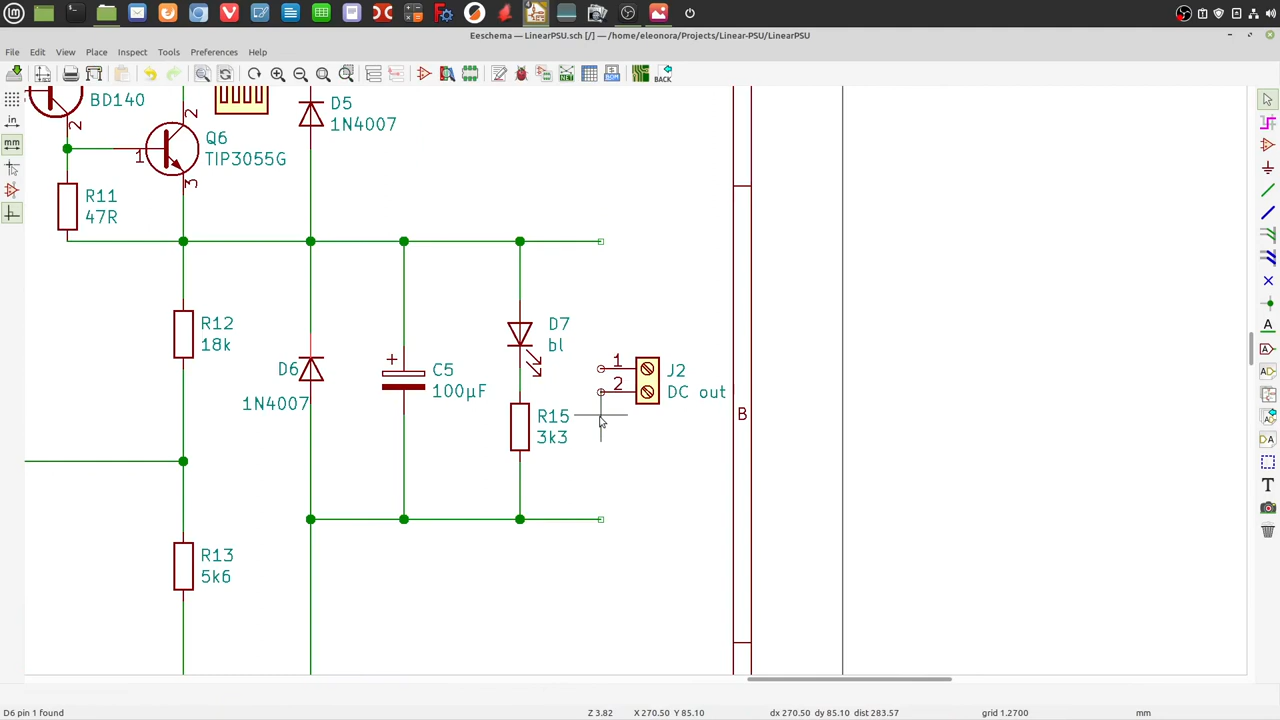 Eeschema — LinearPSU.sch [/] — /home/eleonora/Projects/Linear-PSU/LinearPSU
File Edit View Place Inspect Tools Preferences Help
BACK
in
mm
BD140
2
2
Q6
TIP3055G
1
3
D5
1N4007
R11
47R
R12
18k
D6
1N4007
+
C5
100µF
D7
bl
1
2
J2
DC out
R15
3k3
B
R13
5k6
A
T
D6 pin 1 found
Z 3.82
X 270.50 Y 85.10
dx 270.50 dy 85.10 dist 283.57
grid 1.2700
mm